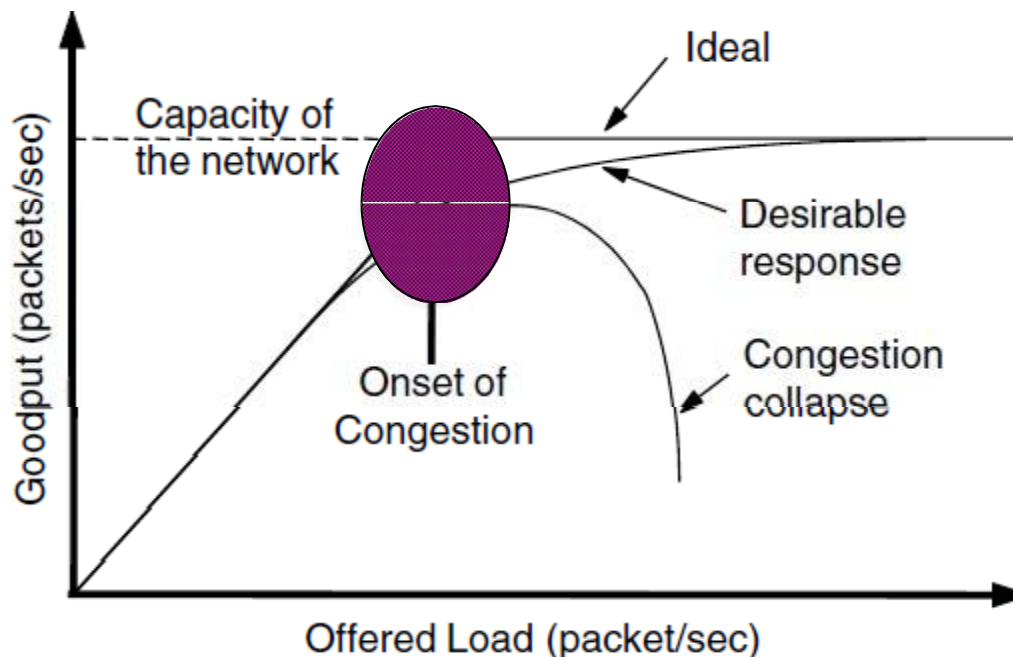 Ideal
Capacity of
the network
Desirable
response
Congestion
collapse
Onset of
Congestion
Goodput (packets/sec)
Offered Load (packet/sec)